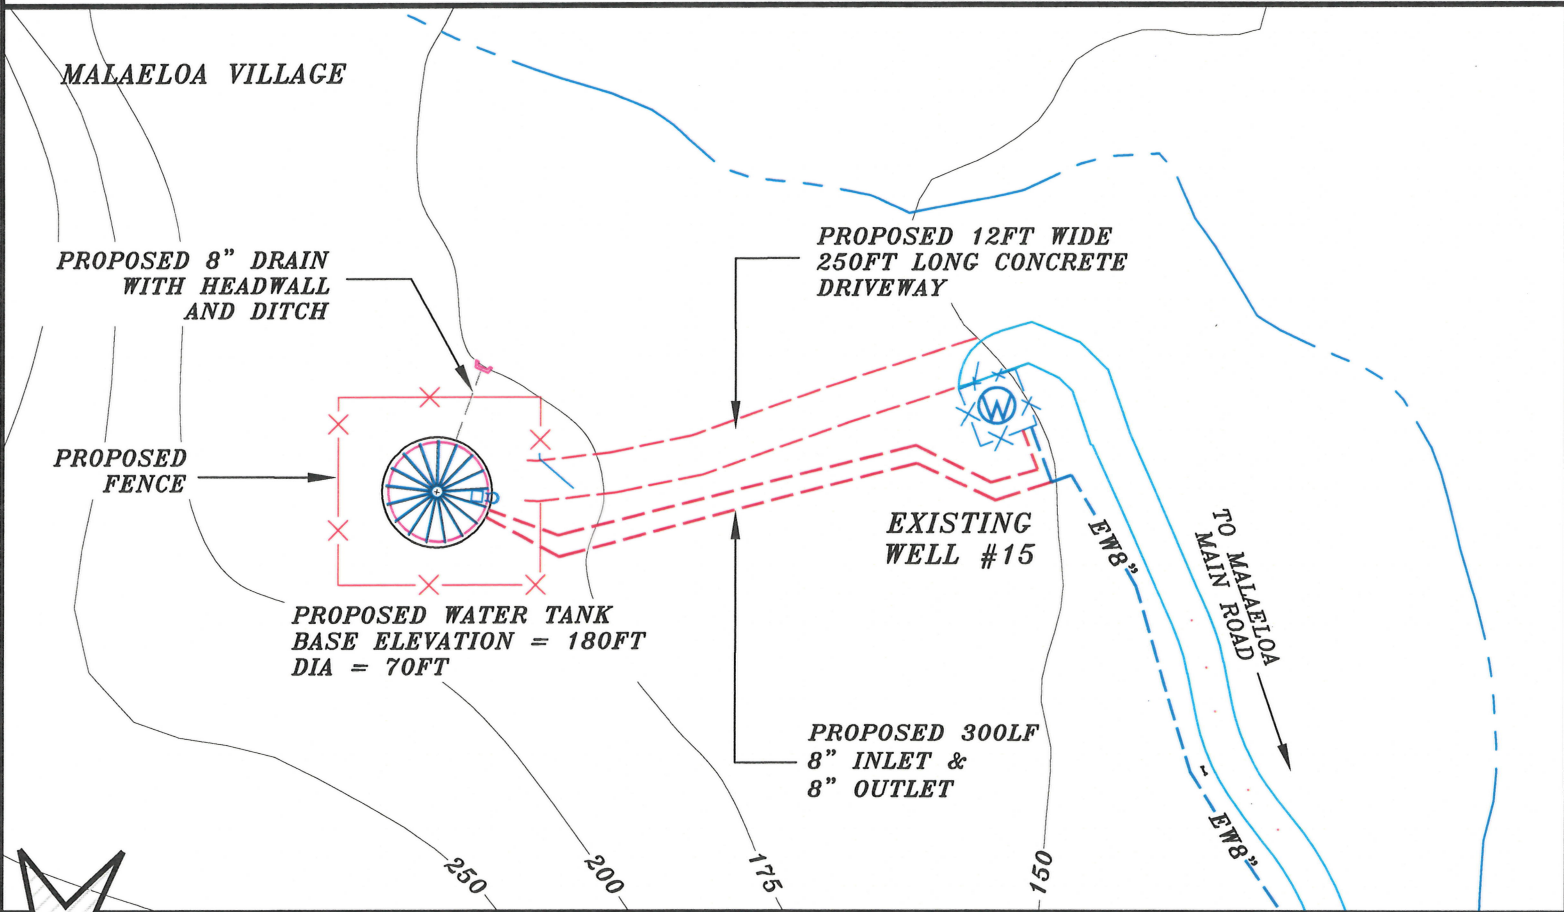 MALAELOA VILLAGE
PROPOSED 8" DRAIN
WITH HEADWALL
AND DITCH
PROPOSED 12FT WIDE
250FT LONG CONCRETE
DRIVEWAY
PROPOSED
FENCE
W
EXISTING
WELL #15
EW8"
TO MALAELOA
MAIN ROAD
PROPOSED WATER TANK
BASE ELEVATION = 180FT
DIA = 70FT
PROPOSED 300LF
8" INLET &
8" OUTLET
EW8"
250
200
175
150